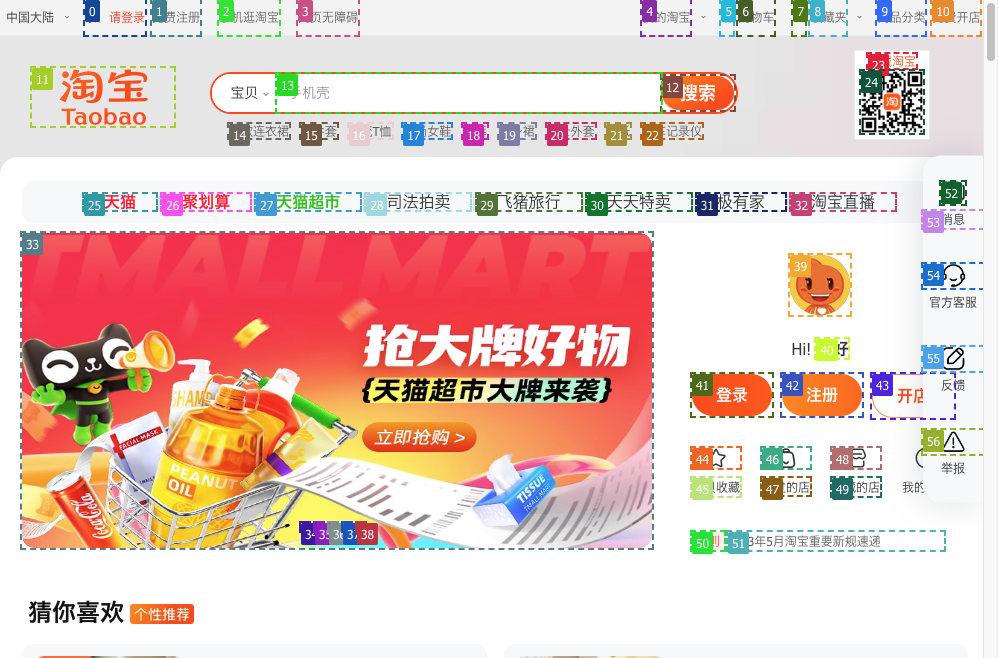 中国大陆
0 请登录
1 费注册
2 机逛淘宝
3 页无障碍
4 的淘宝
5
6 物车
7
8 藏夹
9 品分类
10 费开店
11 淘宝
Taobao
宝贝
13 手机壳
12 搜索
23 淘宝
24
淘
14 连衣裙
15 套
16 T恤
17 女鞋
18
19 裙
20 外套
21
22 记录仪
25 天猫
26 聚划算
27 天猫超市
28 司法拍卖
29 飞猪旅行
30 天天特卖
31 极有家
32 淘宝直播
33
TMALL MART
抢大牌好物
{天猫超市大牌来袭}
立即抢购 >
SHAM
FACIAL MASK
PEANUT
OIL
Coca-Cola
TISSUE
TMALL MART
38
39
Hi! 40 好
41 登录
42 注册
43 开店
44
46
48
45 收藏
47 的店
49 的店
我的
50
51 3年5月淘宝重要新规速递
52
53 消息
54
官方客服
55
反馈
56
举报
猜你喜欢 个性推荐